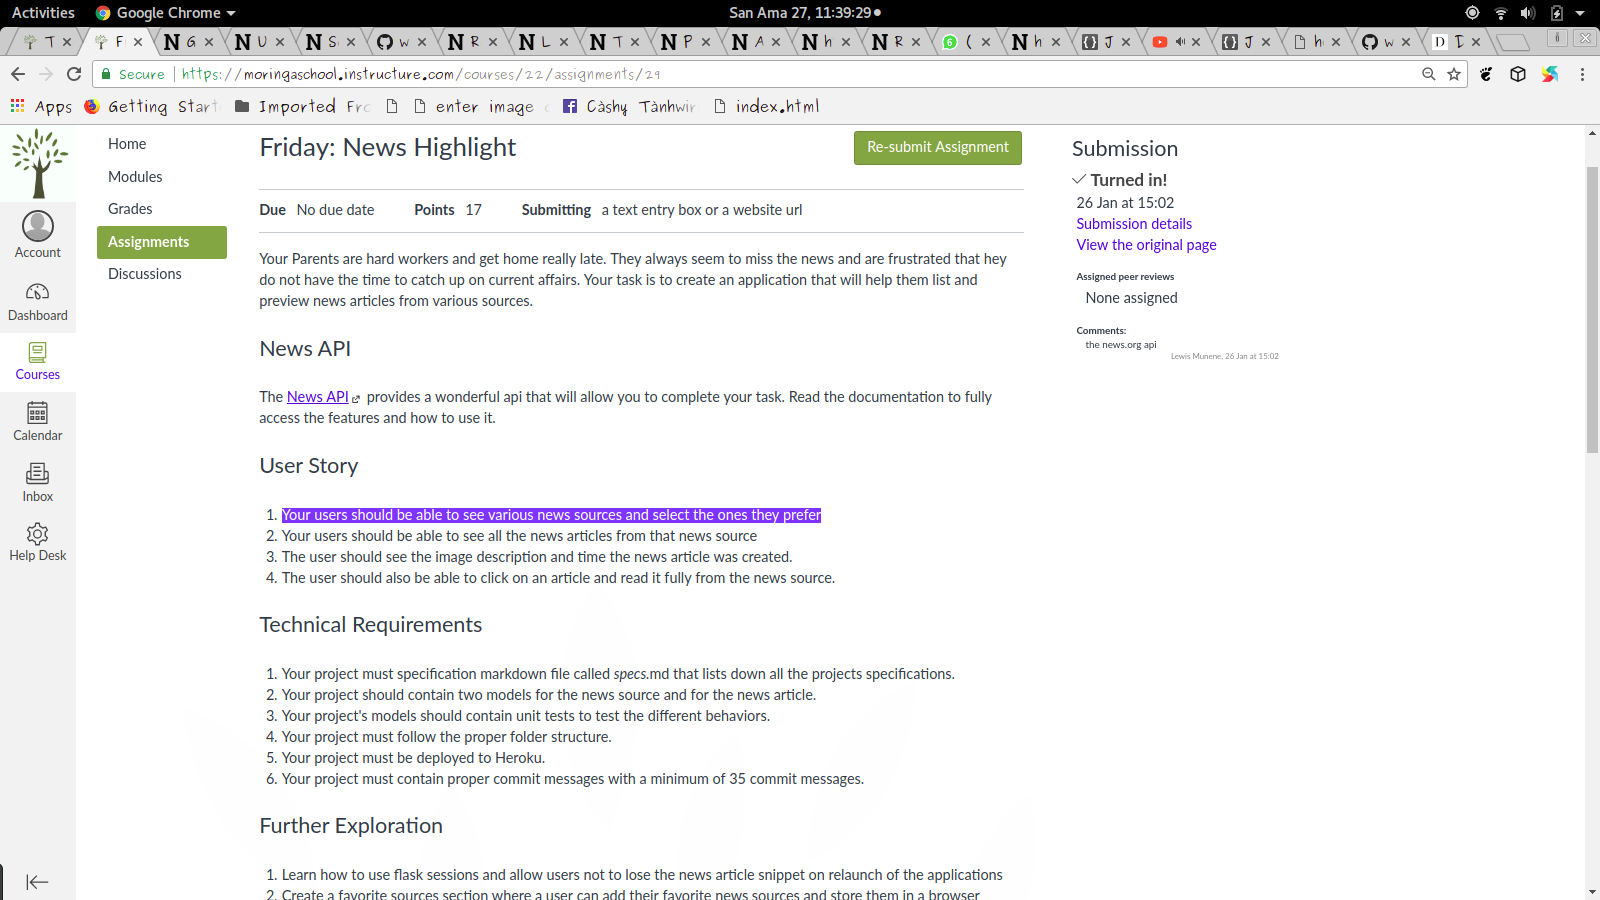 Activities Google Chrome San Ama 27, 11:39:29
T F G U S w R L T P A h R 6 ( h J J h w D I
Secure https://moringaschool.instructure.com/courses/22/assignments/29
Apps Getting Start Imported Fro enter image Càshy Tànhwir index.html
Home
Modules
Grades
Assignments
Discussions
Account
Dashboard
Courses
Calendar
Inbox
Help Desk
Friday: News Highlight
Re-submit Assignment
Due No due date Points 17 Submitting a text entry box or a website url
Your Parents are hard workers and get home really late. They always seem to miss the news and are frustrated that hey
do not have the time to catch up on current affairs. Your task is to create an application that will help them list and
preview news articles from various sources.
News API
The News API provides a wonderful api that will allow you to complete your task. Read the documentation to fully
access the features and how to use it.
User Story
1. Your users should be able to see various news sources and select the ones they prefer
2. Your users should be able to see all the news articles from that news source
3. The user should see the image description and time the news article was created.
4. The user should also be able to click on an article and read it fully from the news source.
Technical Requirements
1. Your project must specification markdown file called specs.md that lists down all the projects specifications.
2. Your project should contain two models for the news source and for the news article.
3. Your project's models should contain unit tests to test the different behaviors.
4. Your project must follow the proper folder structure.
5. Your project must be deployed to Heroku.
6. Your project must contain proper commit messages with a minimum of 35 commit messages.
Further Exploration
1. Learn how to use flask sessions and allow users not to lose the news article snippet on relaunch of the applications
2. Create a favorite sources section where a user can add their favorite news sources and store them in a browser
Submission
Turned in!
26 Jan at 15:02
Submission details
View the original page
Assigned peer reviews
None assigned
Comments:
the news.org api
Lewis Munene, 26 Jan at 15:02